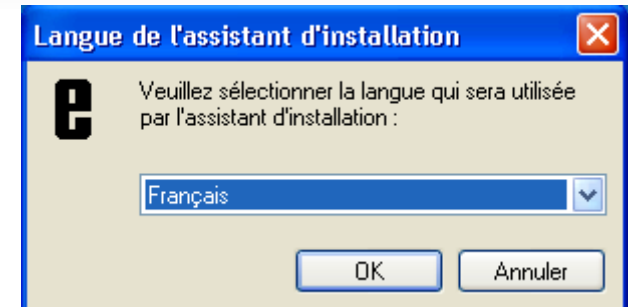 Langue de l'assistant d'installation
e
Veuillez sélectionner la langue qui sera utilisée
par l'assistant d'installation :
Français
OK
Annuler